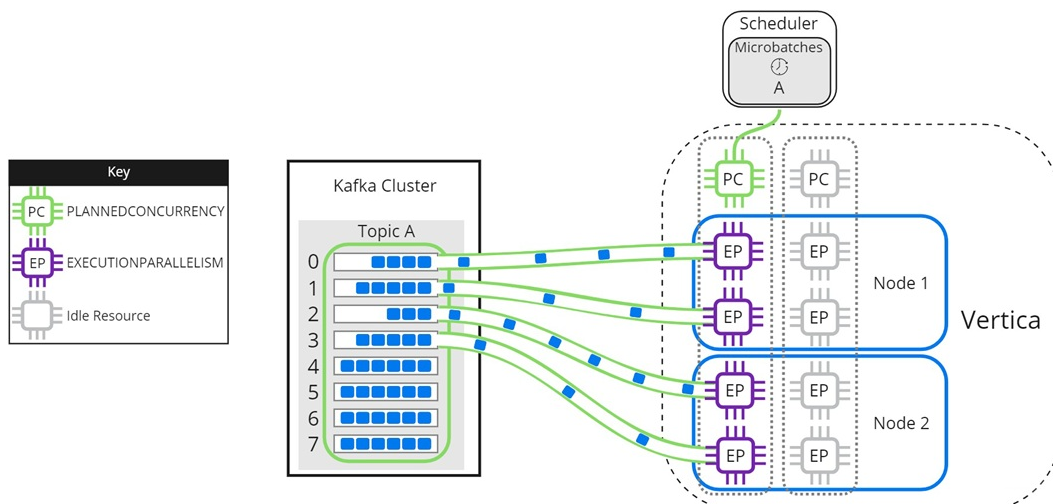 Scheduler
Microbatches
A
Key
PC PLANNEDCONCURRENCY
EP EXECUTIONPARALLELISM
Idle Resource
Kafka Cluster
Topic A
0
1
2
3
4
5
6
7
PC PC
EP EP
Node 1
EP EP
Vertica
EP EP
Node 2
EP EP